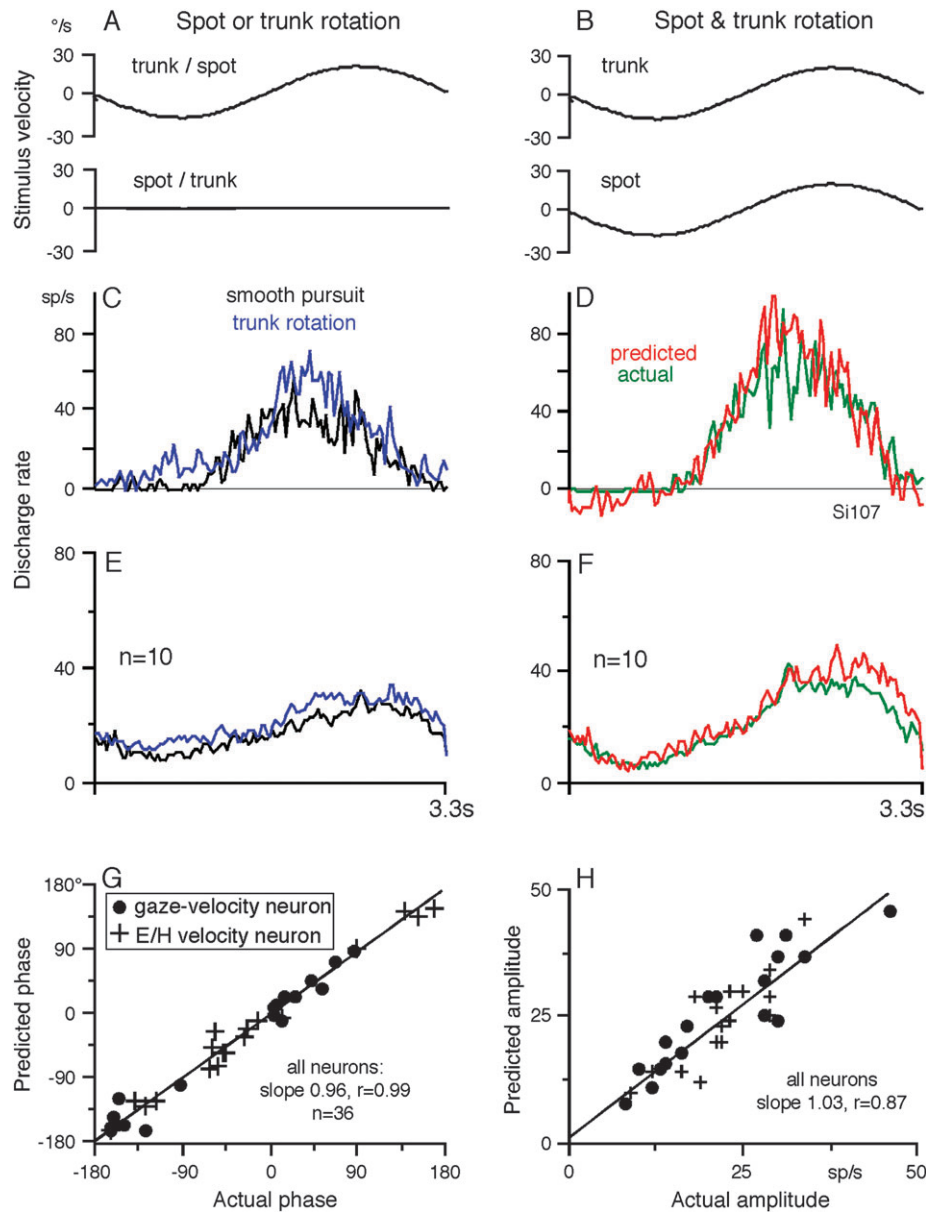 A Spot or trunk rotation
B Spot & trunk rotation
°/s
30
0
-30
trunk / spot
30
0
-30
trunk
Stimulus velocity
30
0
-30
spot / trunk
30
0
-30
spot
sp/s
C
smooth pursuit
trunk rotation
80
40
0
D
predicted
actual
80
40
0
Si107
Discharge rate
E
80
40
0
n=10
3.3s
F
80
40
0
n=10
3.3s
G
180°
90
0
-90
-180
Predicted phase
gaze-velocity neuron
E/H velocity neuron
all neurons:
slope 0.96, r=0.99
n=36
-180 -90 0 90 180
Actual phase
H
50
25
0
Predicted amplitude
all neurons
slope 1.03, r=0.87
0 25 sp/s 50
Actual amplitude